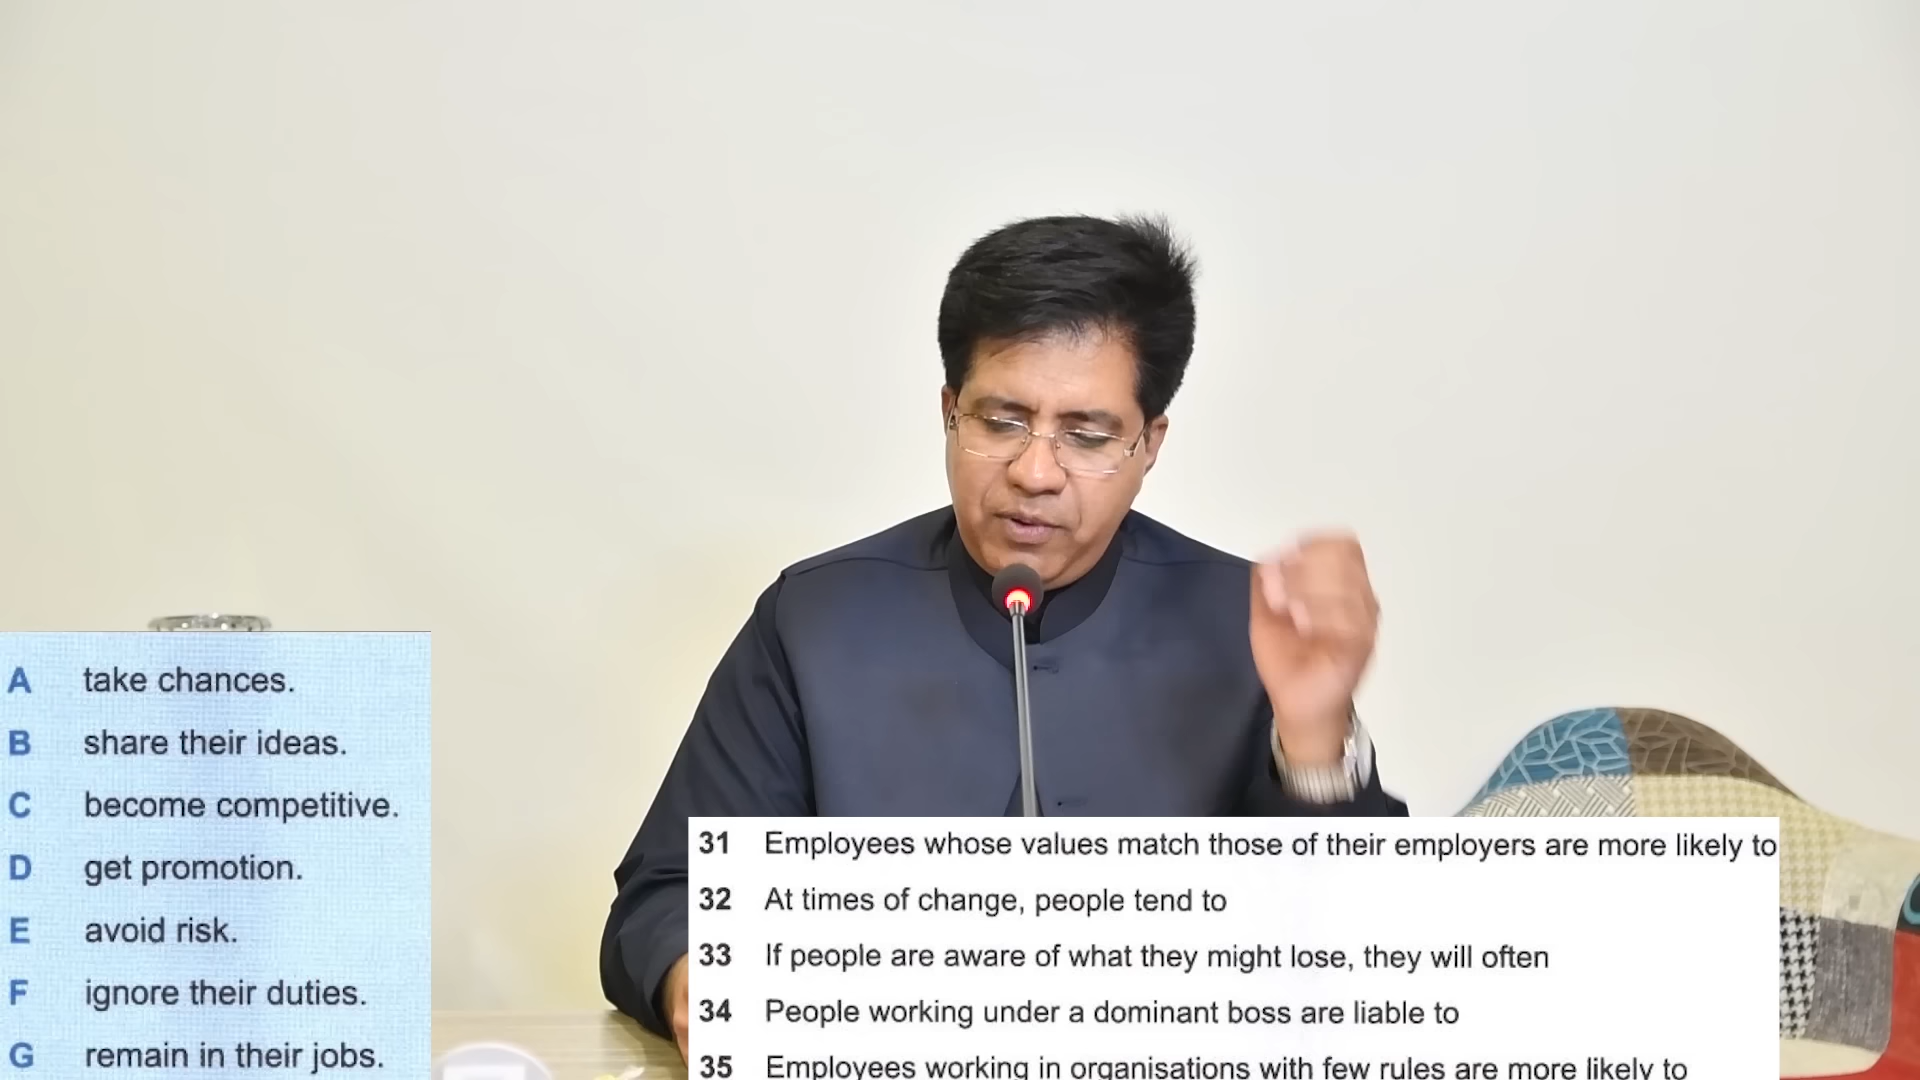 A take chances.
B share their ideas.
C become competitive.
D get promotion.
E avoid risk.
F ignore their duties.
G remain in their jobs.
31 Employees whose values match those of their employers are more likely to
32 At times of change, people tend to
33 If people are aware of what they might lose, they will often
34 People working under a dominant boss are liable to
35 Employees working in organisations with few rules are more likely to